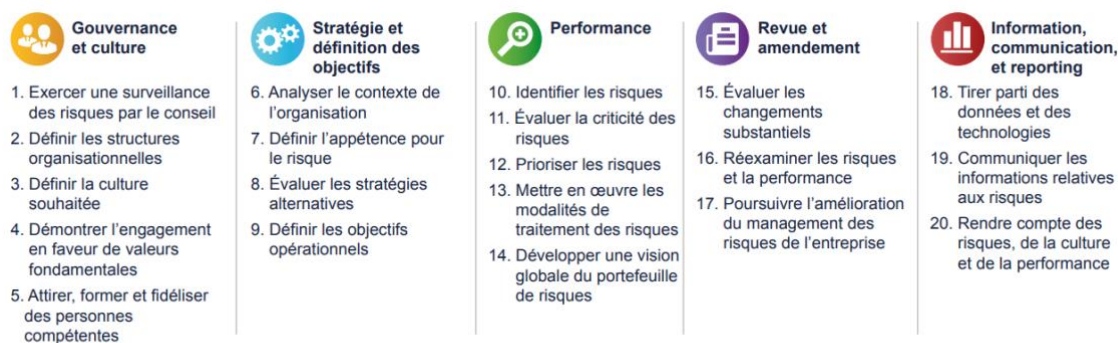 Gouvernance
et culture
1. Exercer une surveillance
des risques par le conseil
2. Définir les structures
organisationnelles
3. Définir la culture
souhaitée
4. Démontrer l'engagement
en faveur de valeurs
fondamentales
5. Attirer, former et fidéliser
des personnes
compétentes
Stratégie et
définition des
objectifs
6. Analyser le contexte de
l'organisation
7. Définir l'appétence pour
le risque
8. Évaluer les stratégies
alternatives
9. Définir les objectifs
opérationnels
Performance
10. Identifier les risques
11. Évaluer la criticité des
risques
12. Prioriser les risques
13. Mettre en œuvre les
modalités de
traitement des risques
14. Développer une vision
globale du portefeuille
de risques
Revue et
amendement
15. Évaluer les
changements
substantiels
16. Réexaminer les risques
et la performance
17. Poursuivre l'amélioration
du management des
risques de l'entreprise
Information,
communication,
et reporting
18. Tirer parti des
données et des
technologies
19. Communiquer les
informations relatives
aux risques
20. Rendre compte des
risques, de la culture
et de la performance